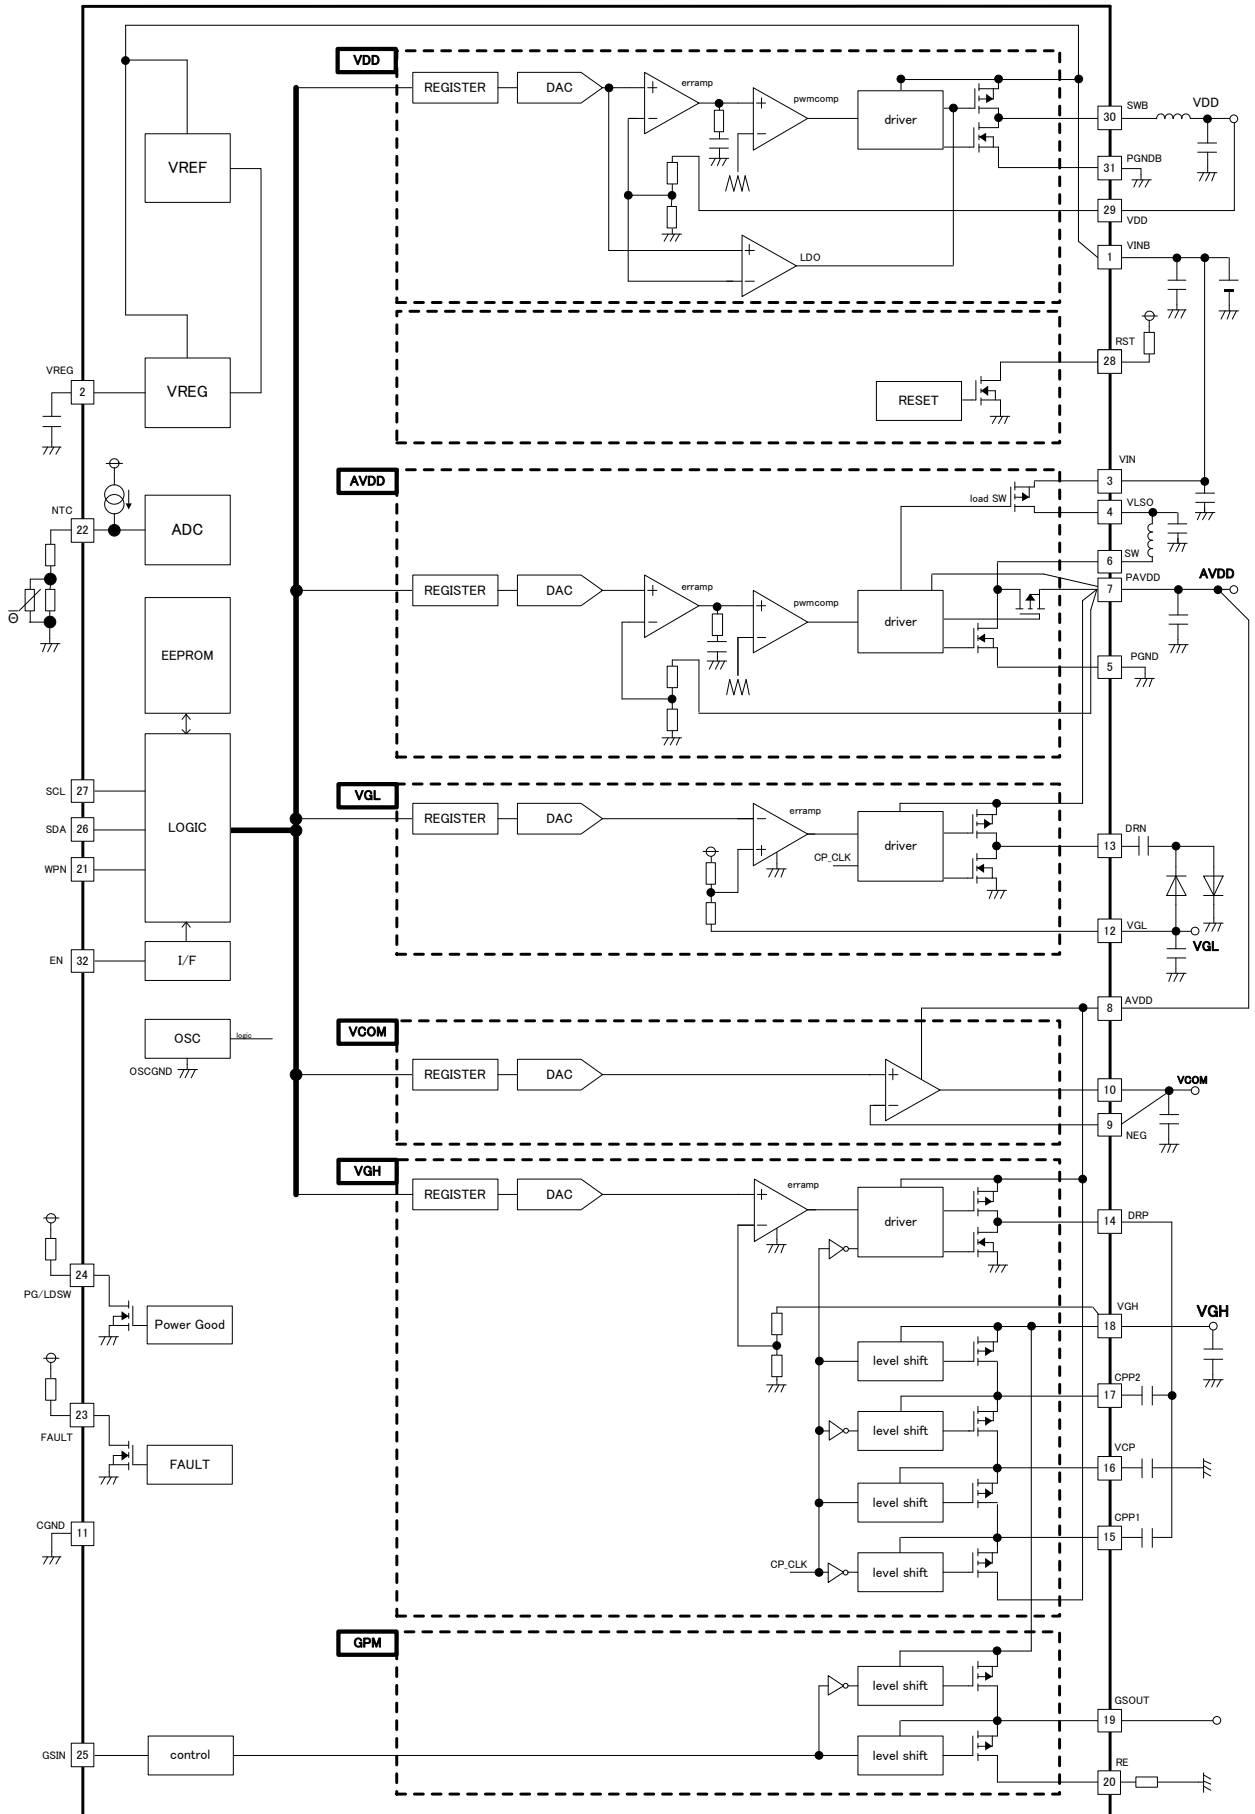 VDD
REGISTER
DAC
erramp
+
−
pwmcomp
+
−
driver
SWB
30
VDD
31
PGNDB
29
VDD
+
−
LDO
VINB
1
VREF
VREG
2
VREG
RST
28
RESET
VIN
3
VLSO
4
load SW
AVDD
NTC
22
ADC
SW
6
PAVDD
7
AVDD
REGISTER
DAC
erramp
+
−
pwmcomp
+
−
driver
PGND
5
EEPROM
SCL
27
SDA
26
WPN
21
LOGIC
VGL
REGISTER
DAC
erramp
−
+
CP_CLK
driver
DRN
13
12
VGL
VGL
EN
32
I/F
OSC
logic
OSCGND
AVDD
8
VCOM
REGISTER
DAC
+
−
10
VCOM
9
NEG
VGH
REGISTER
DAC
erramp
+
−
driver
14
DRP
24
PG/LDSW
Power Good
VGH
18
VGH
level shift
CPP2
17
level shift
23
FAULT
FAULT
VCP
16
level shift
CPP1
15
CGND
11
CP_CLK
level shift
GPM
level shift
GSOUT
19
GSIN
25
control
level shift
RE
20